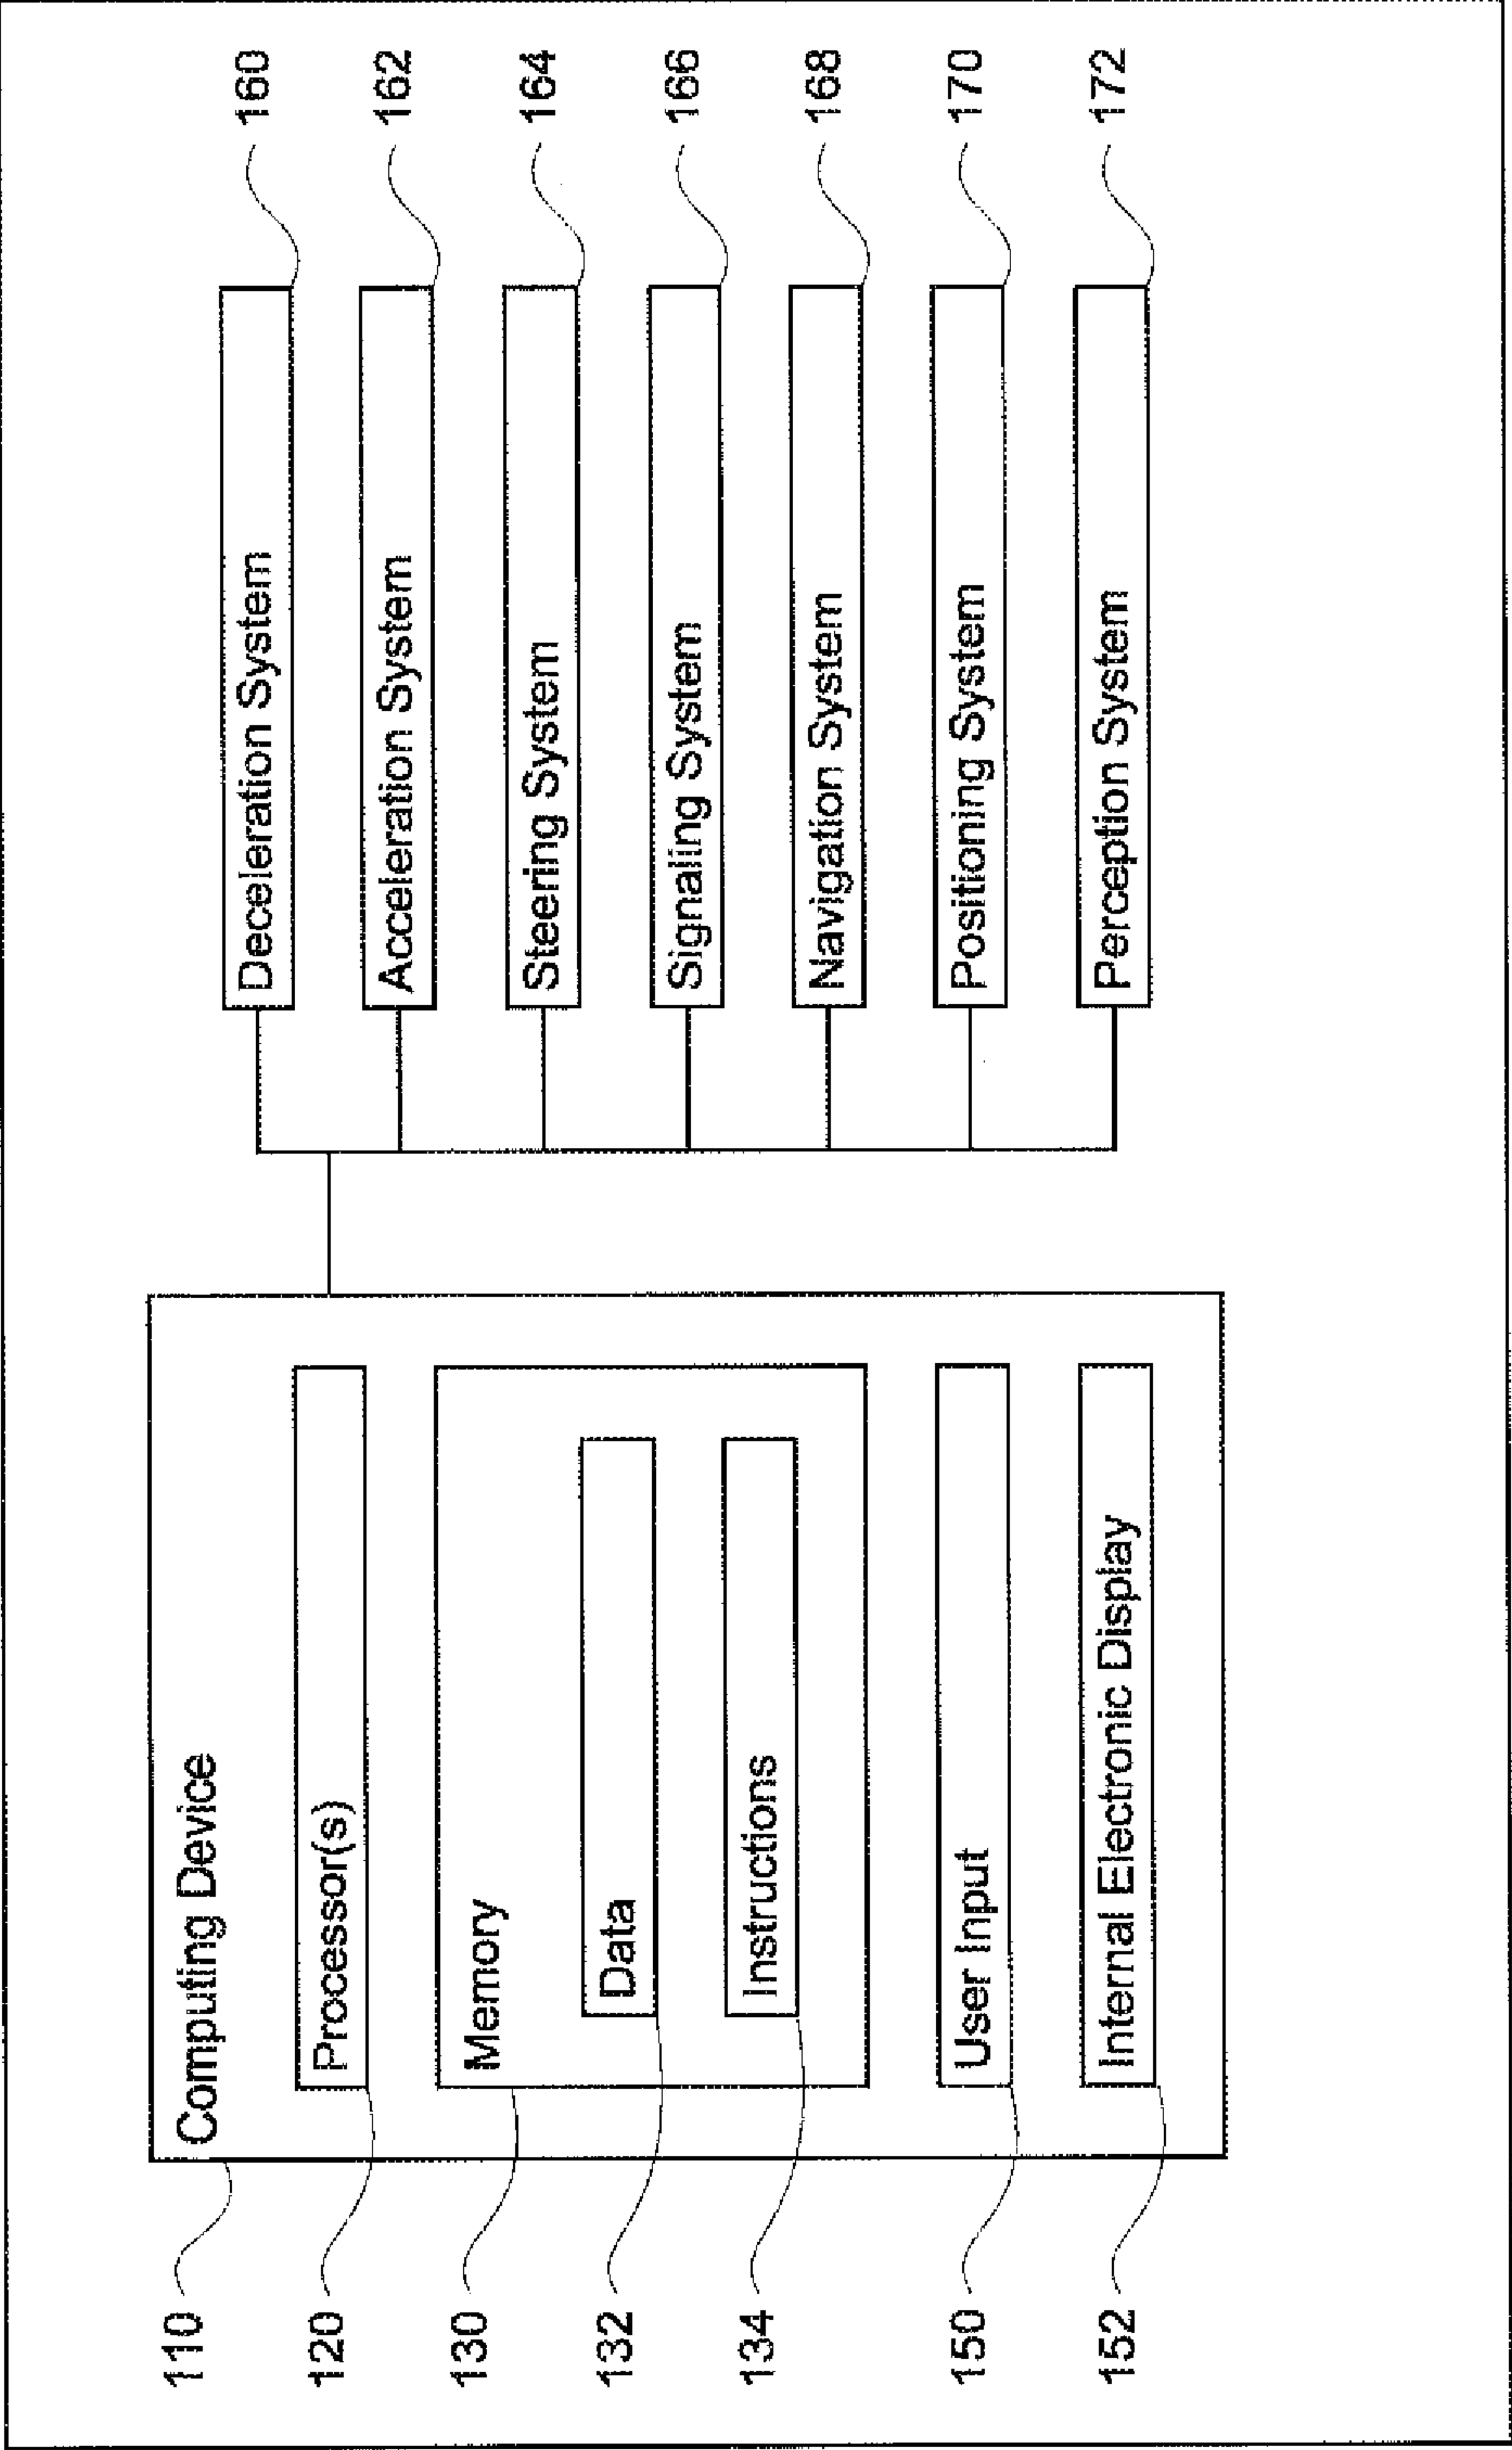 Computing Device
110
Processor(s)
120
Memory
130
Data
132
Instructions
134
User Input
150
Internal Electronic Display
152
Deceleration System
160
Acceleration System
162
Steering System
164
Signaling System
166
Navigation System
168
Positioning System
170
Perception System
172